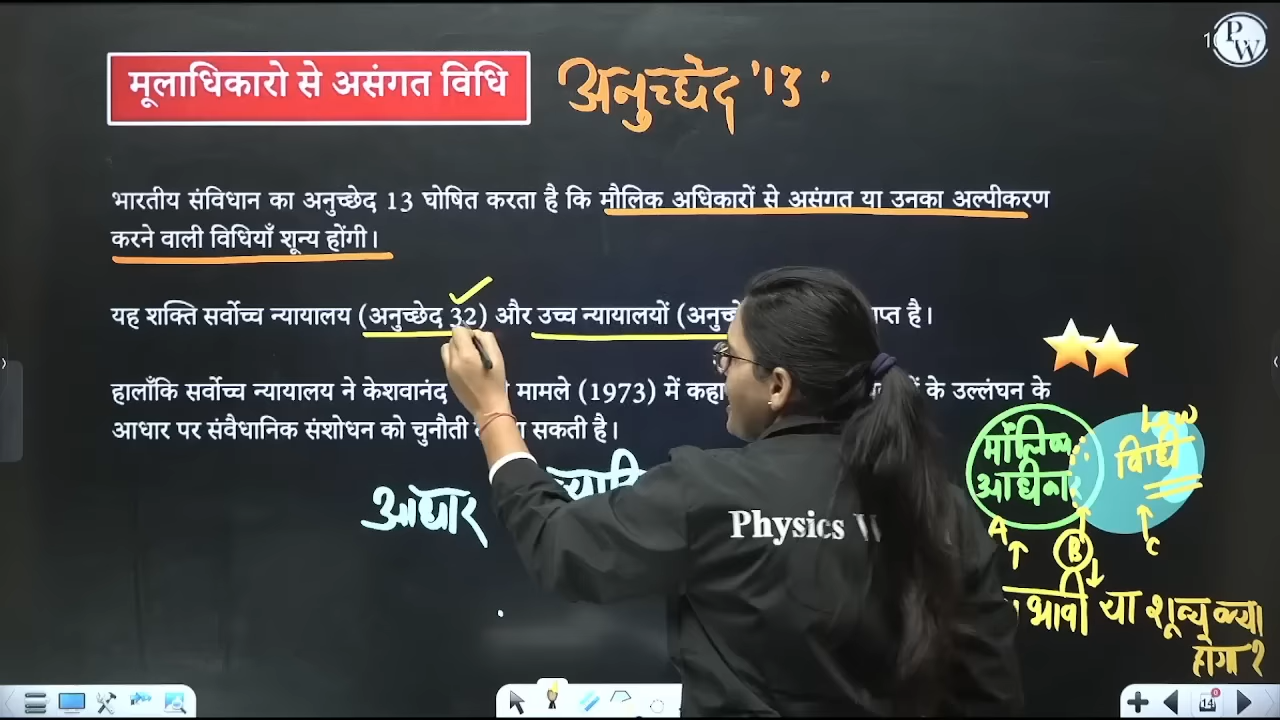 PW
1
मूलाधिकारो से असंगत विधि
अनुच्छेद '13'
भारतीय संविधान का अनुच्छेद 13 घोषित करता है कि मौलिक अधिकारों से असंगत या उनका अल्पीकरण
करने वाली विधियाँ शून्य होंगी।
यह शक्ति सर्वोच्च न्यायालय (अनुच्छेद 32) और उच्च न्यायालयों (अनुच्छे है।
हालाँकि सर्वोच्च न्यायालय ने केशवानंद मामले (1973) में कहा के उल्लंघन के
आधार पर संवैधानिक संशोधन को चुनौती सकती है।
Law
मौलिक विधि
अधिकार
आधार
Physics W
A B C
या शून्य क्या
होगा ?
14